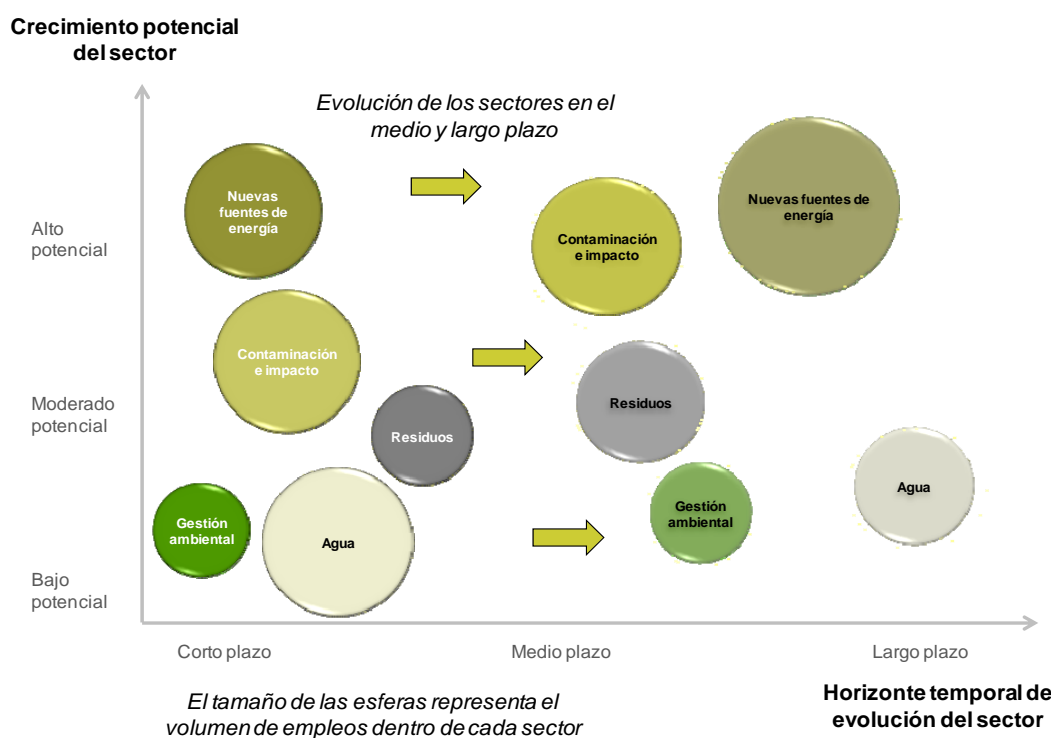 Crecimiento potencial
del sector
Evolución de los sectores en el
medio y largo plazo
Nuevas
fuentes de
energía
Nuevas fuentes de
energía
Contaminación
e impacto
Alto
potencial
Contaminación
e impacto
Moderado
potencial
Residuos
Residuos
Gestión
ambiental
Agua
Gestión
ambiental
Agua
Bajo
potencial
Corto plazo
Medio plazo
Largo plazo
El tamaño de las esferas representa el
volumen de empleos dentro de cada sector
Horizonte temporal de
evolución del sector